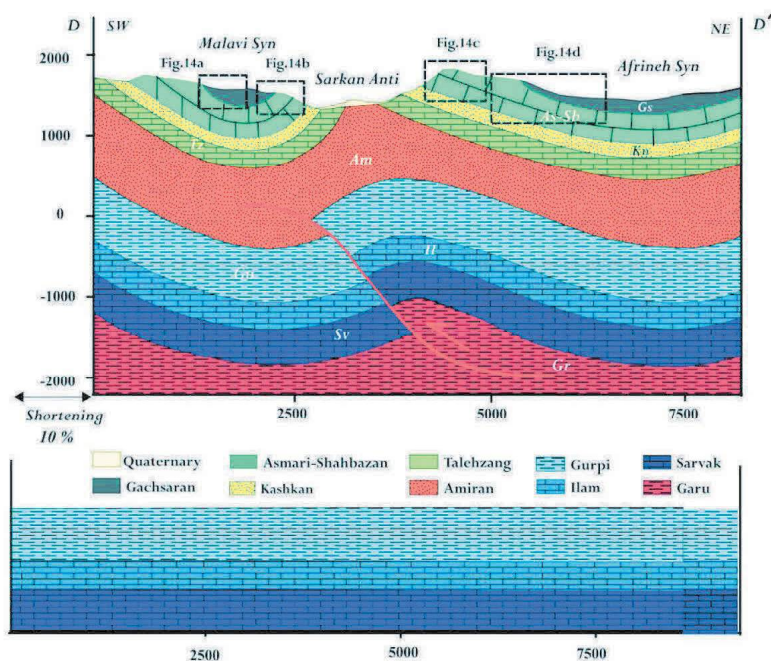 D SW NE D'
Malavi Syn Fig.14d
Fig.14a Fig.14b Sarkan Anti Fig.14c Afrineh Syn
2000
Gs
As-Sh
1000 Tz Kn
Am
0
Il
Gu
-1000
Sv Gr
-2000
Shortening 2500 5000 7500
10 %
Quaternary Asmari-Shahbazan Talehzang Gurpi Sarvak
Gachsaran Kashkan Amiran Ilam Garu
2500 5000 7500